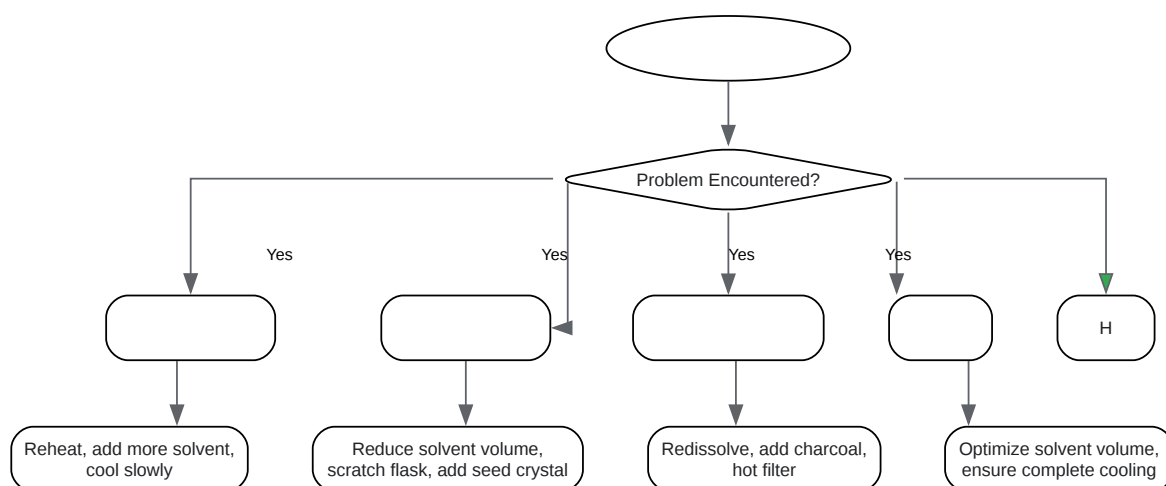 Problem Encountered?
Yes
Yes
Yes
Yes
H
Reheat, add more solvent,
cool slowly
Reduce solvent volume,
scratch flask, add seed crystal
Redissolve, add charcoal,
hot filter
Optimize solvent volume,
ensure complete cooling